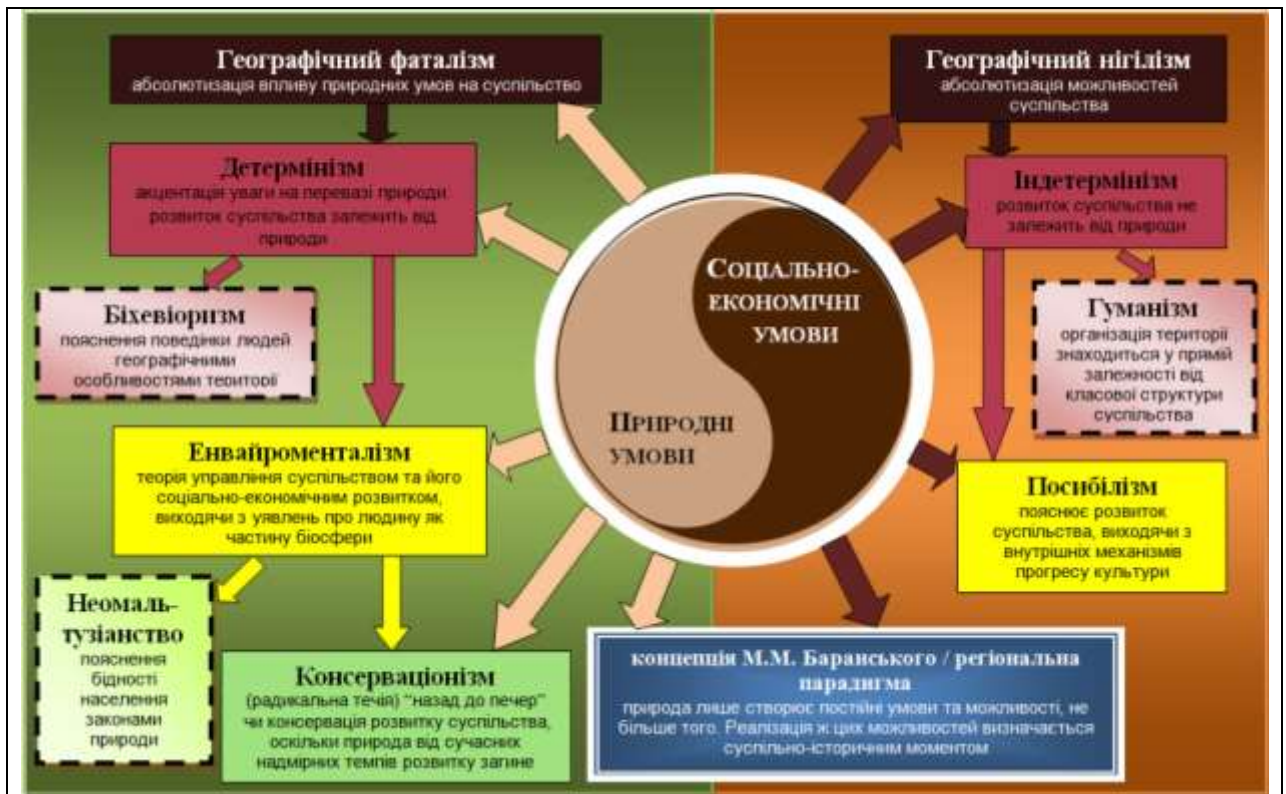 Географічний фаталізм
абсолютизація впливу природних умов на суспільство
Географічний нігілізм
абсолютизація можливостей
суспільства
Детермінізм
акцентація уваги на перевазі природи
розвиток суспільства залежить від
природи
Індетермінізм
розвиток суспільства не
залежить від природи
Біхевіоризм
пояснення поведінки людей
географічними
особливостями території
Гуманізм
організація території
знаходиться у прямій
залежності від
класової структури
суспільства
Соціально-
економічні
умови
Природні
умови
Енвайроменталізм
теорія управління суспільством та його
соціально-економічним розвитком,
виходячи з уявлень про людину як
частину біосфери
Посибілізм
пояснює розвиток
суспільства, виходячи з
внутрішніх механізмів
прогресу культури
Неомаль-
тузіанство
пояснення
бідності
населення
законами
природи
Консерваціонізм
(радикальна течія) “назад до печер”
чи консервація розвитку суспільства,
оскільки природа від сучасних
надмірних темпів розвитку загине
концепція М.М. Баранського / регіональна
парадигма
природа лише створює постійні умови та можливості, не
більше того. Реалізація ж цих можливостей визначається
суспільно-історичним моментом